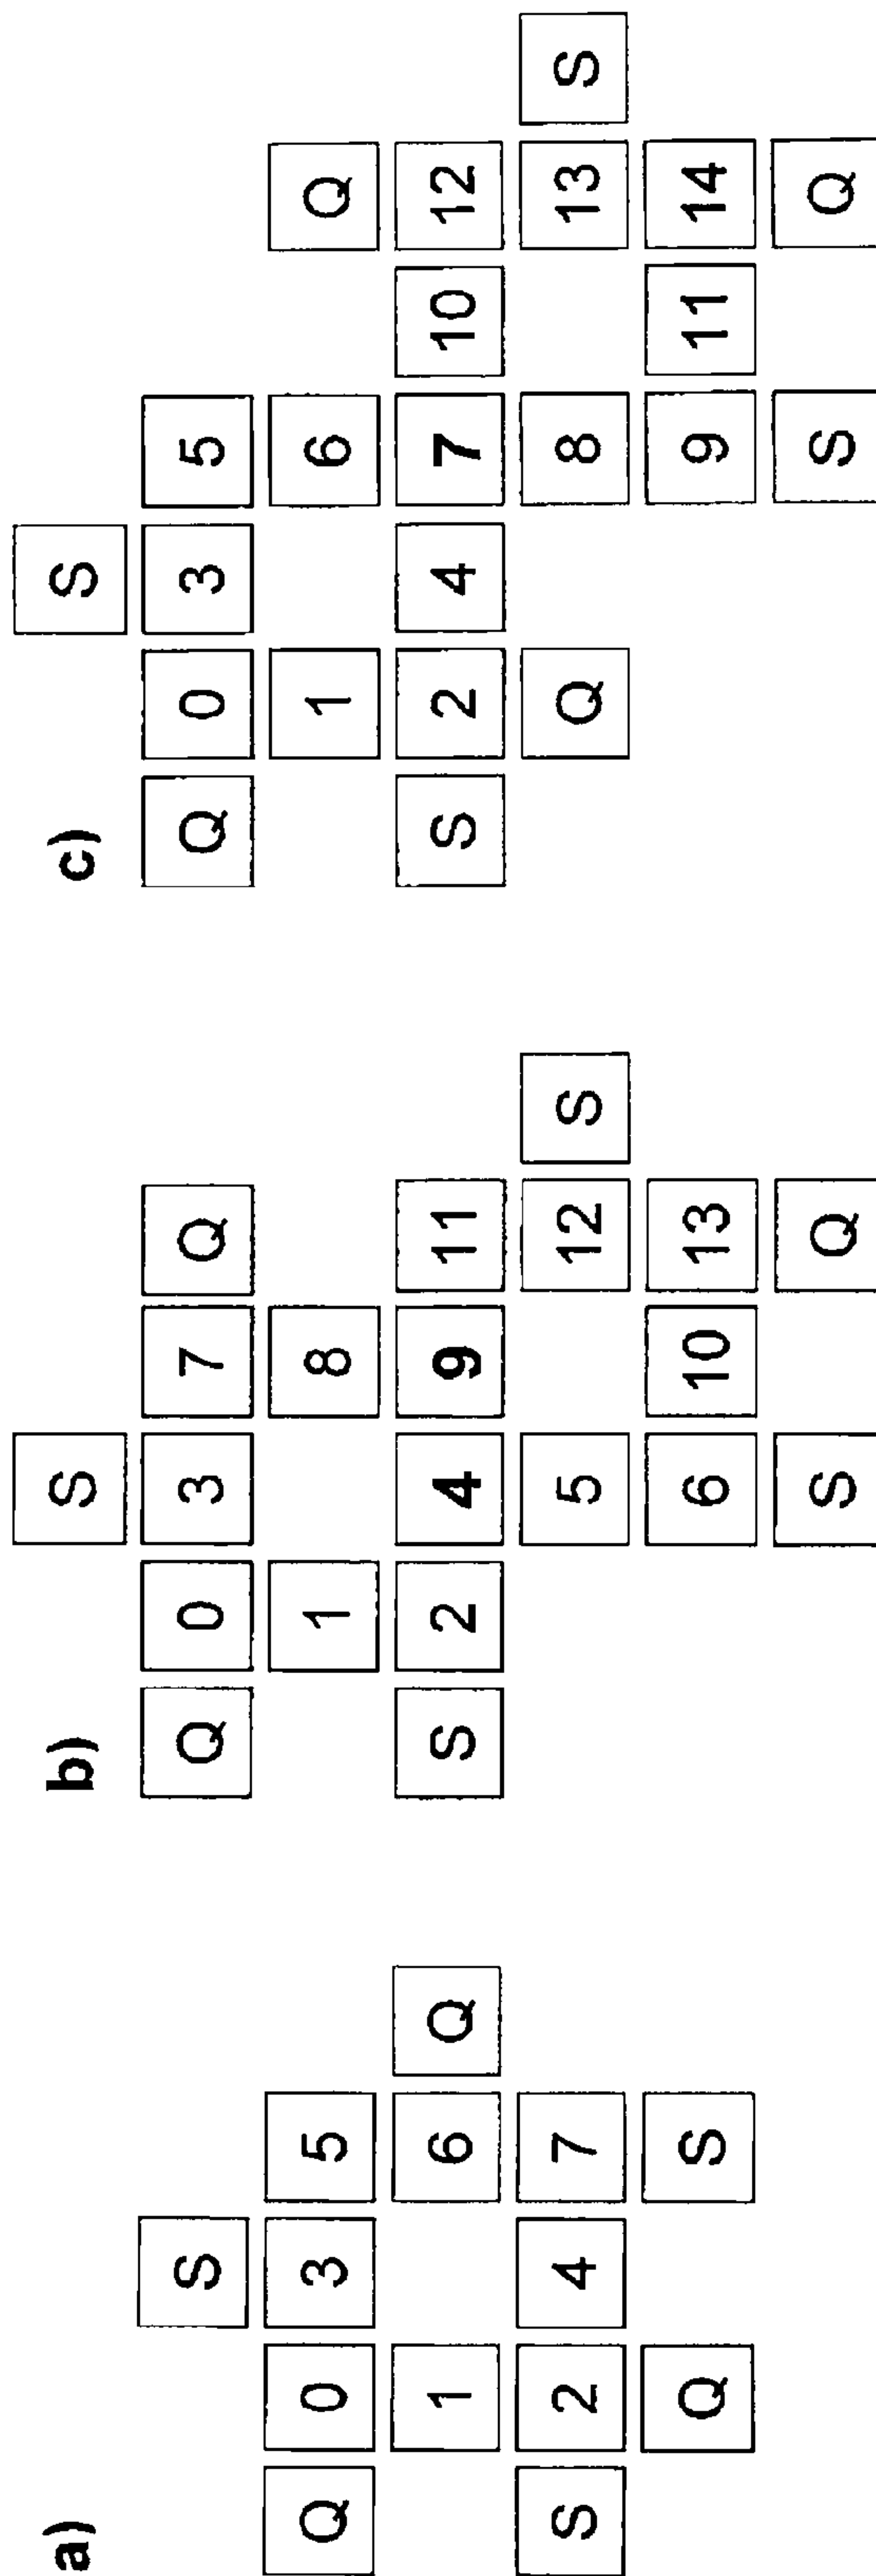 a)
S
Q 0 3 5
1 6 Q
S 2 4 7
Q S
b)
S
Q 0 3 7 Q
1 8
S 2 4 9 11
5 12 S
6 10 13
S Q
c)
S
Q 0 3 5
1 6 Q
S 2 4 7 10 12
Q 8 13 S
9 11 14
S Q